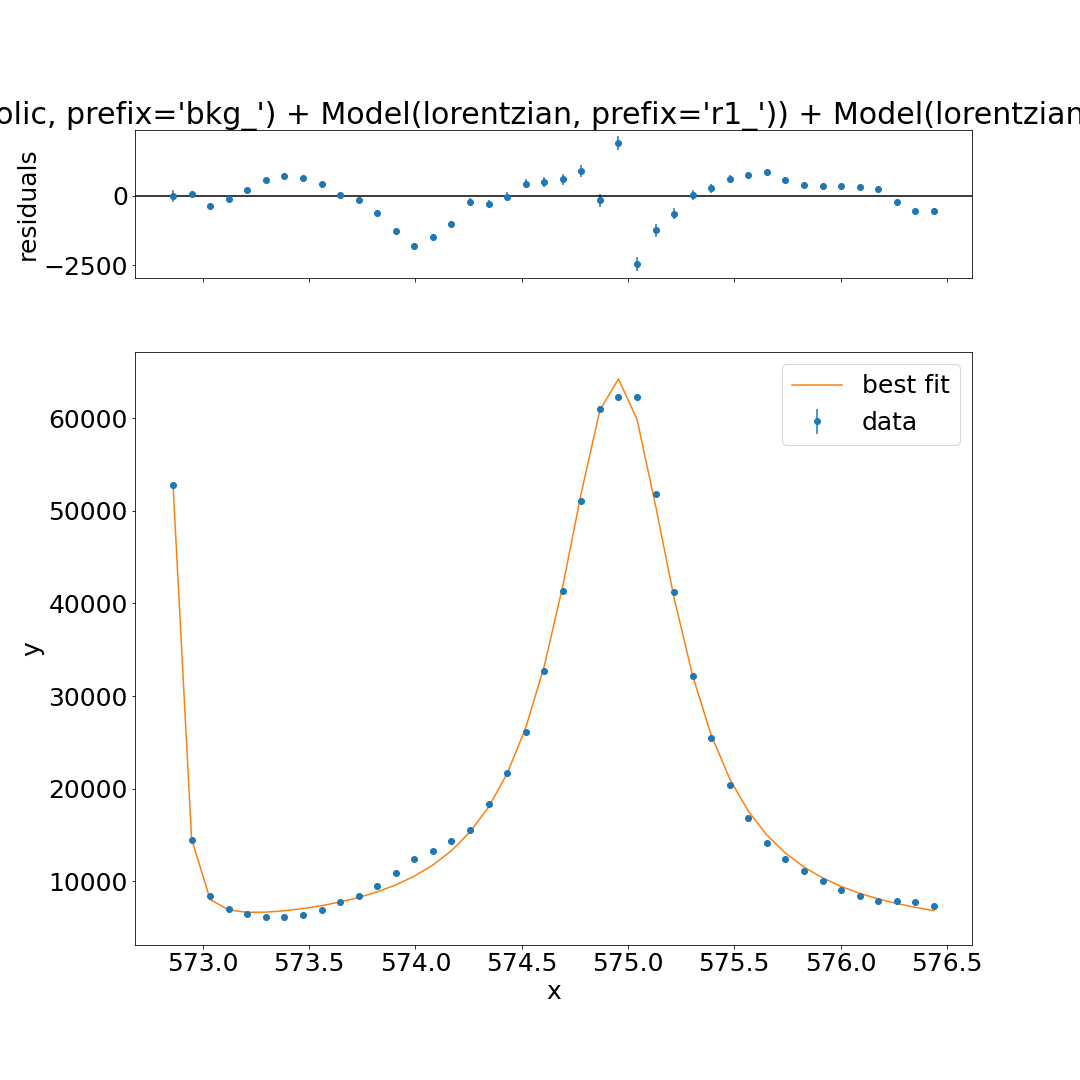 olic, prefix='bkg_') + Model(lorentzian, prefix='r1_')) + Model(lorentzian
residuals
0
−2500
60000
50000
40000
30000
20000
10000
y
best fit
data
573.0 573.5 574.0 574.5 575.0 575.5 576.0 576.5
x